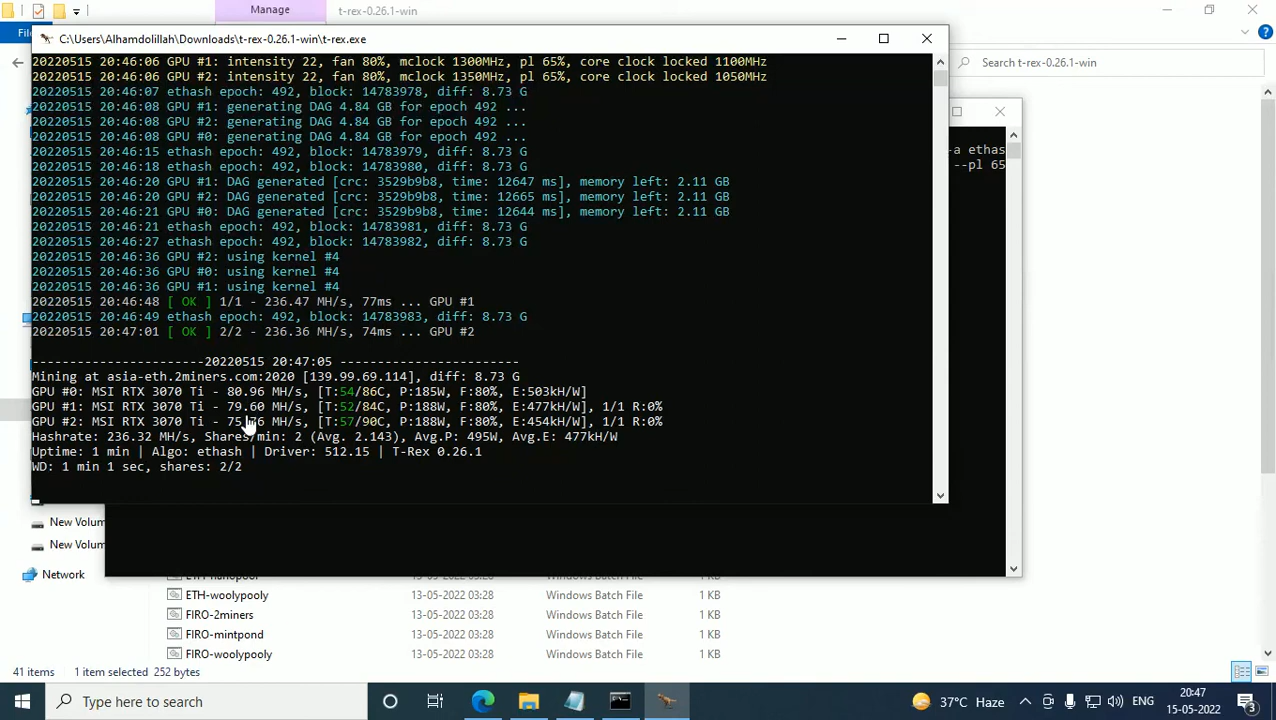 Manage
t-rex-0.26.1-win
C:\Users\Alhamdolillah\Downloads\t-rex-0.26.1-win\t-rex.exe
Search t-rex-0.26.1-win
20220515 20:46:06 GPU #1: intensity 22, fan 80%, mclock 1300MHz, pl 65%, core clock locked 1100MHz
20220515 20:46:06 GPU #2: intensity 22, fan 80%, mclock 1350MHz, pl 65%, core clock locked 1050MHz
20220515 20:46:07 ethash epoch: 492, block: 14783978, diff: 8.73 G
20220515 20:46:08 GPU #1: generating DAG 4.84 GB for epoch 492 ...
20220515 20:46:08 GPU #2: generating DAG 4.84 GB for epoch 492 ...
20220515 20:46:08 GPU #0: generating DAG 4.84 GB for epoch 492 ...
20220515 20:46:15 ethash epoch: 492, block: 14783979, diff: 8.73 G
20220515 20:46:18 ethash epoch: 492, block: 14783980, diff: 8.73 G
20220515 20:46:20 GPU #1: DAG generated [crc: 3529b9b8, time: 12647 ms], memory left: 2.11 GB
20220515 20:46:20 GPU #2: DAG generated [crc: 3529b9b8, time: 12665 ms], memory left: 2.11 GB
20220515 20:46:21 GPU #0: DAG generated [crc: 3529b9b8, time: 12644 ms], memory left: 2.11 GB
20220515 20:46:21 ethash epoch: 492, block: 14783981, diff: 8.73 G
20220515 20:46:27 ethash epoch: 492, block: 14783982, diff: 8.73 G
20220515 20:46:36 GPU #2: using kernel #4
20220515 20:46:36 GPU #0: using kernel #4
20220515 20:46:36 GPU #1: using kernel #4
20220515 20:46:48 [ OK ] 1/1 - 236.47 MH/s, 77ms ... GPU #1
20220515 20:46:49 ethash epoch: 492, block: 14783983, diff: 8.73 G
20220515 20:47:01 [ OK ] 2/2 - 236.36 MH/s, 74ms ... GPU #2
-----------------------20220515 20:47:05 ------------------------
Mining at asia-eth.2miners.com:2020 [139.99.69.114], diff: 8.73 G
GPU #0: MSI RTX 3070 Ti - 80.96 MH/s, [T:54/86C, P:185W, F:80%, E:503kH/W]
GPU #1: MSI RTX 3070 Ti - 79.60 MH/s, [T:52/84C, P:188W, F:80%, E:477kH/W], 1/1 R:0%
GPU #2: MSI RTX 3070 Ti - MH/s, [T:57/90C, P:188W, F:80%, E:454kH/W], 1/1 R:0%
Hashrate: 236.32 MH/s, Shares/min: 2 (Avg. 2.143), Avg.P: 495W, Avg.E: 477kH/W
Uptime: 1 min | Algo: ethash | Driver: 512.15 | T-Rex 0.26.1
WD: 1 min 1 sec, shares: 2/2
-a ethas
--pl 65
New Volum
New Volum
Network
ETH-nanopool 13-05-2022 03:28 Windows Batch File 1 KB
ETH-woolypooly 13-05-2022 03:28 Windows Batch File 1 KB
FIRO-2miners 13-05-2022 03:28 Windows Batch File 1 KB
FIRO-mintpond 13-05-2022 03:28 Windows Batch File 1 KB
FIRO-woolypooly 13-05-2022 03:28 Windows Batch File 1 KB
41 items 1 item selected 252 bytes
Type here to search
37°C Haze
ENG
20:47
15-05-2022
3